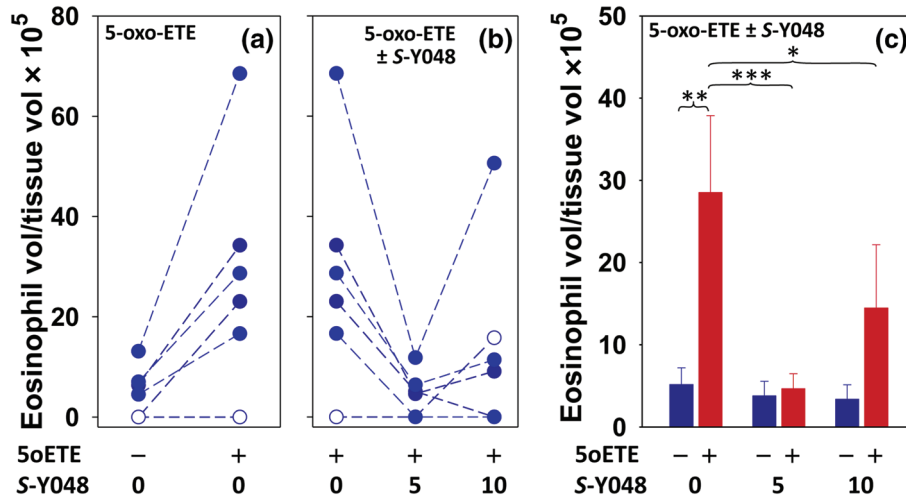 Eosinophil vol/tissue vol × 10⁵
80
60
40
20
0
5-oxo-ETE
(a)
5-oxo-ETE
± S-Y048
(b)
5oETE − + + + +
S-Y048 0 0 0 5 10
Eosinophil vol/tissue vol ×10⁵
50
40
30
20
10
0
5-oxo-ETE ± S-Y048
(c)
*
***
**
− + − + − +
0 5 10